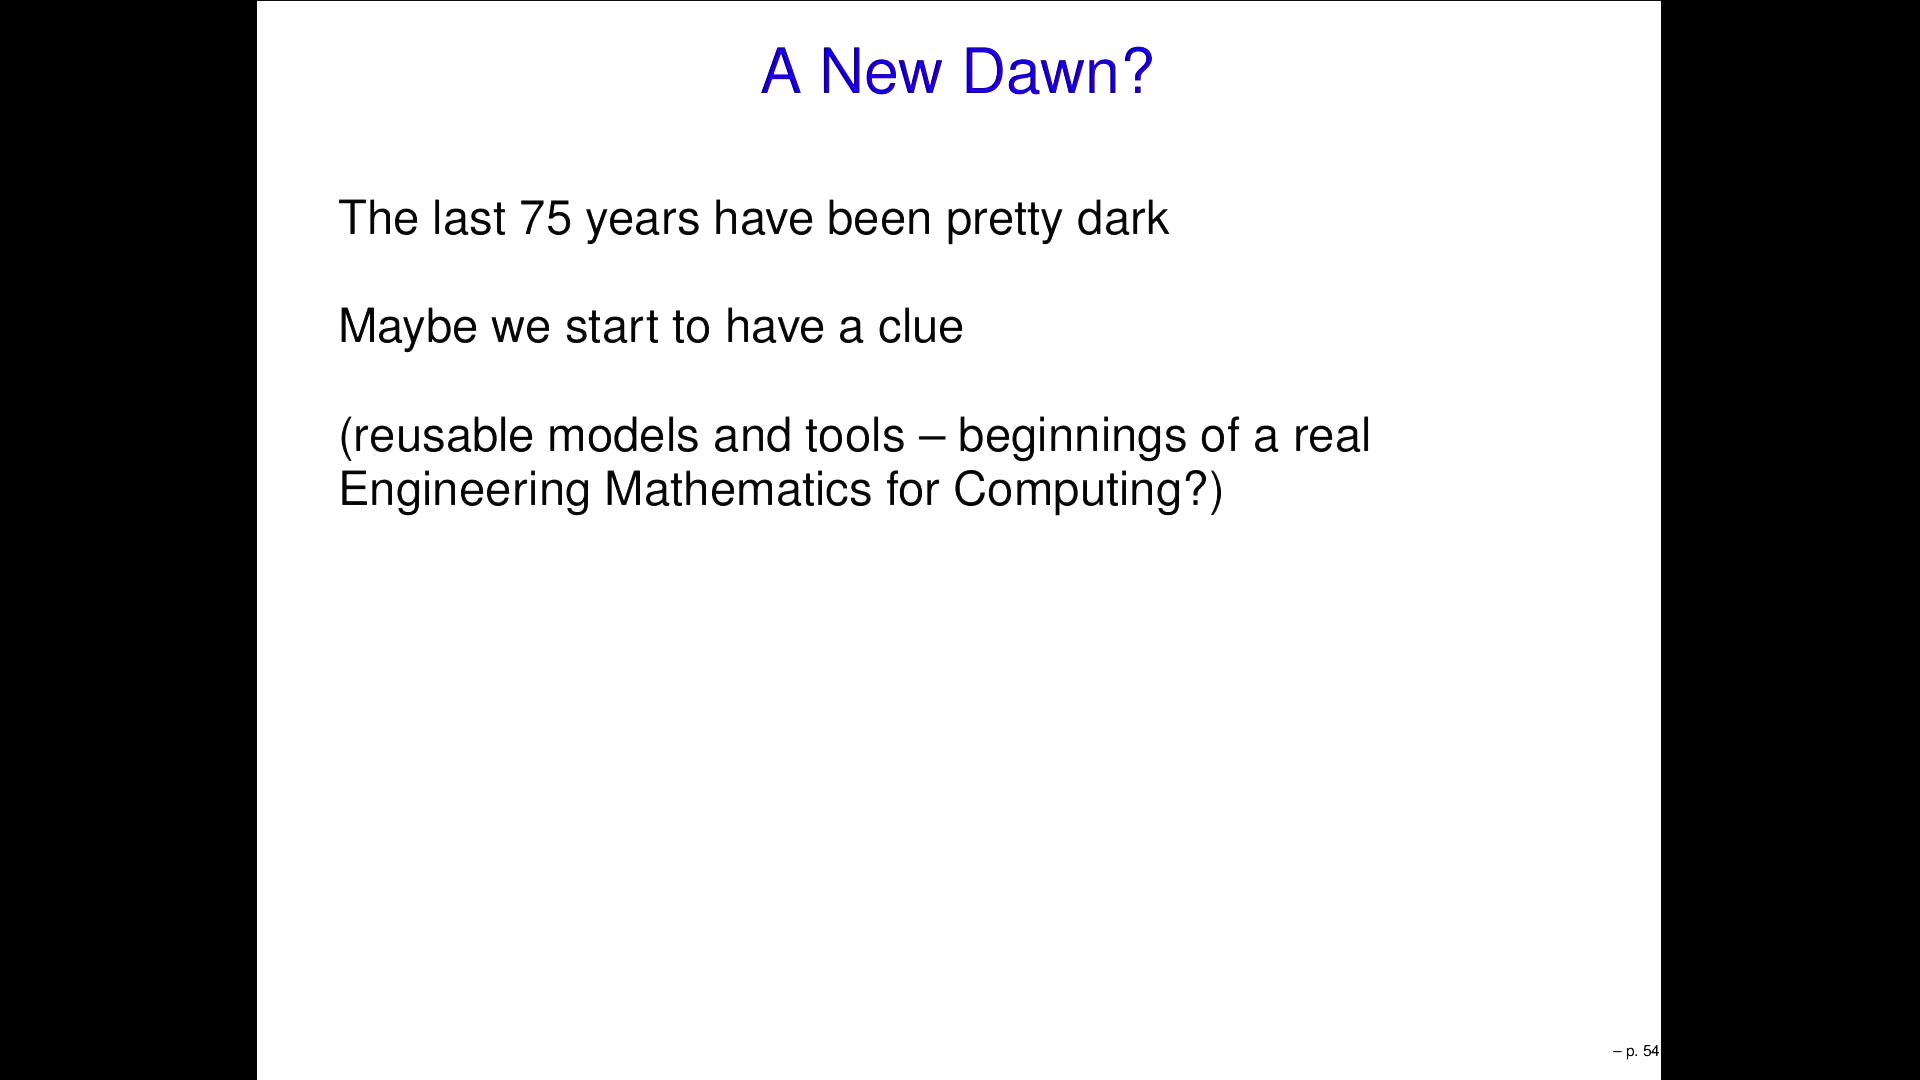 A New Dawn?
The last 75 years have been pretty dark
Maybe we start to have a clue
(reusable models and tools – beginnings of a real
Engineering Mathematics for Computing?)
– p. 54